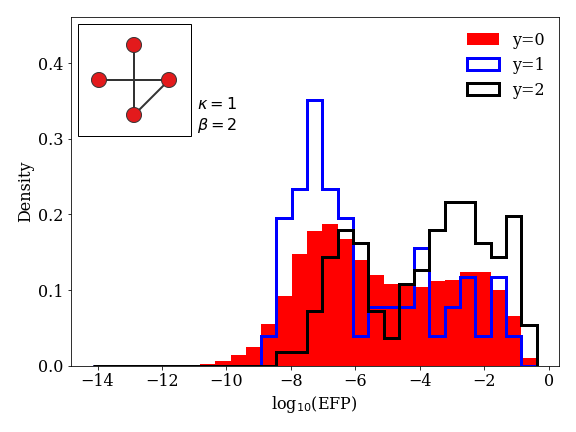 y=0
y=1
y=2
κ = 1
β = 2
Density
0.4
0.3
0.2
0.1
0.0
−14 −12 −10 −8 −6 −4 −2 0
log₁₀(EFP)